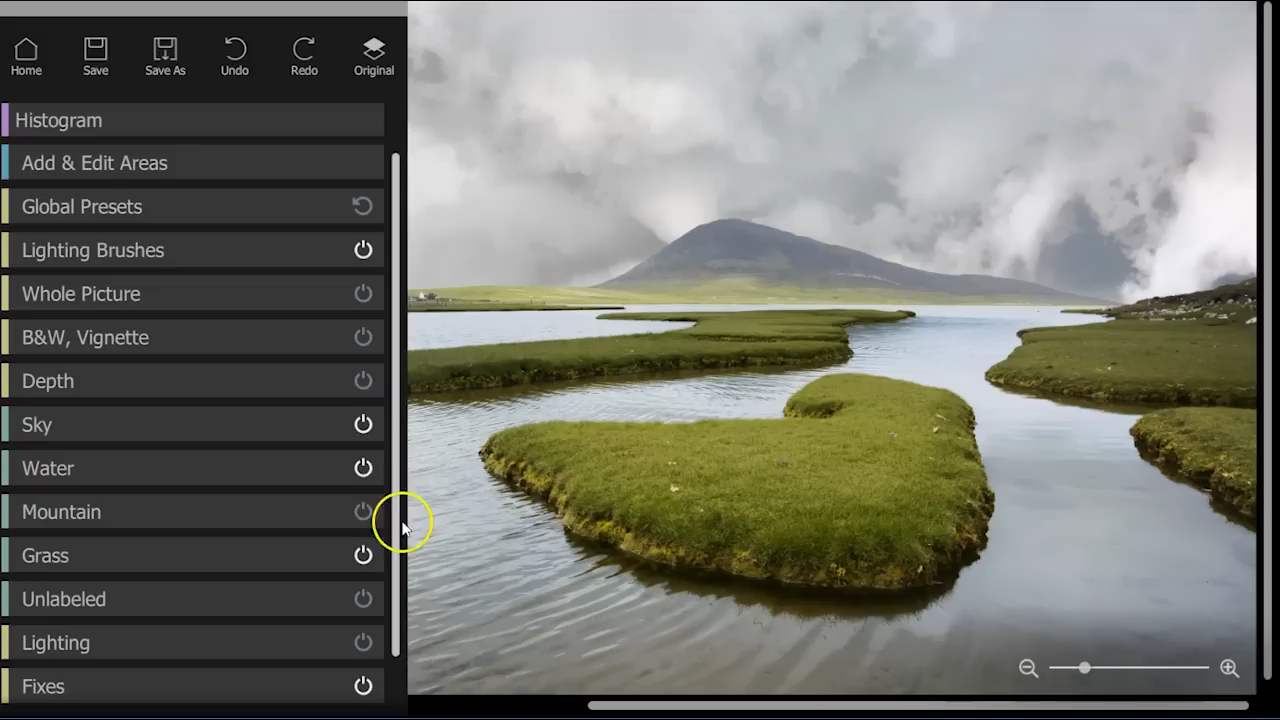 Home Save Save As Undo Redo Original
Histogram
Add & Edit Areas
Global Presets
Lighting Brushes
Whole Picture
B&W, Vignette
Depth
Sky
Water
Mountain
Grass
Unlabeled
Lighting
Fixes